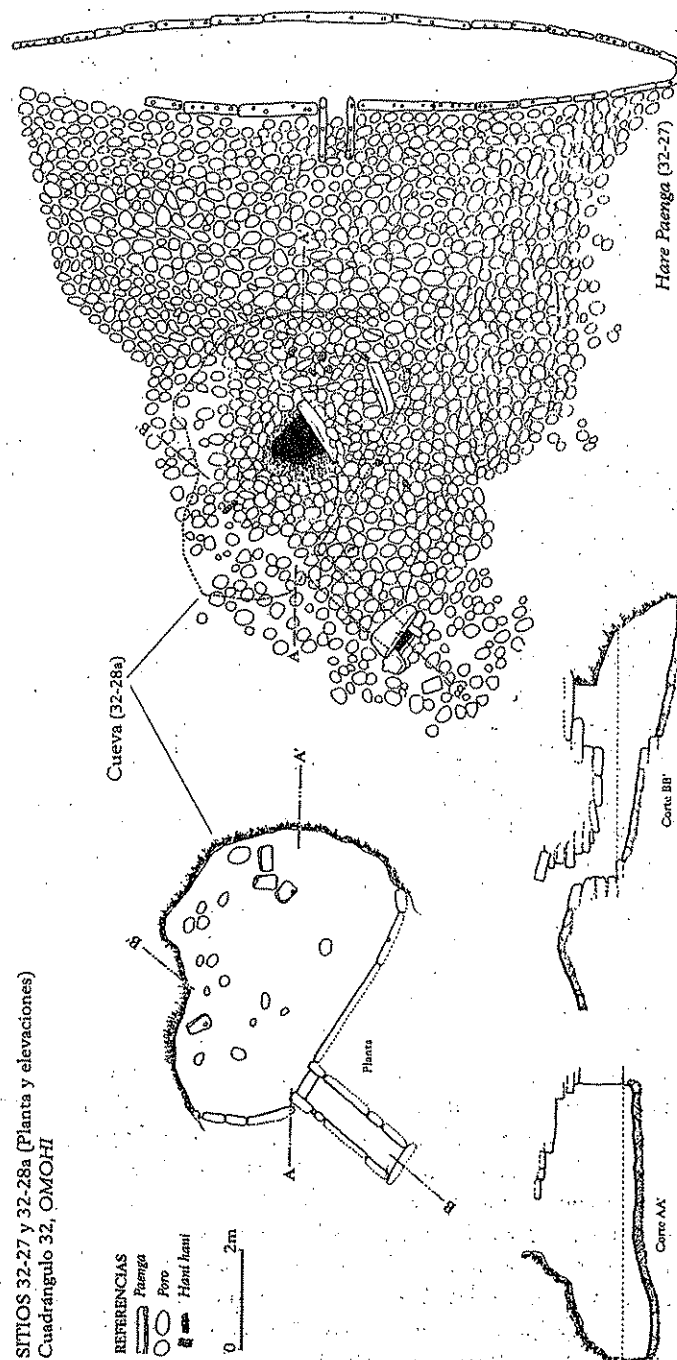 SITIOS 32-27 y 32-28a (Planta y elevaciones)
Cuadrángulo 32, OMOHI
REFERENCIAS
Paenga
Poro
Hani hani
0 2m
Cueva (32-28a)
A
A'
B
B'
Planta
A
A'
B
B'
Hare Paenga (32-27)
Corte AA'
Corte BB'